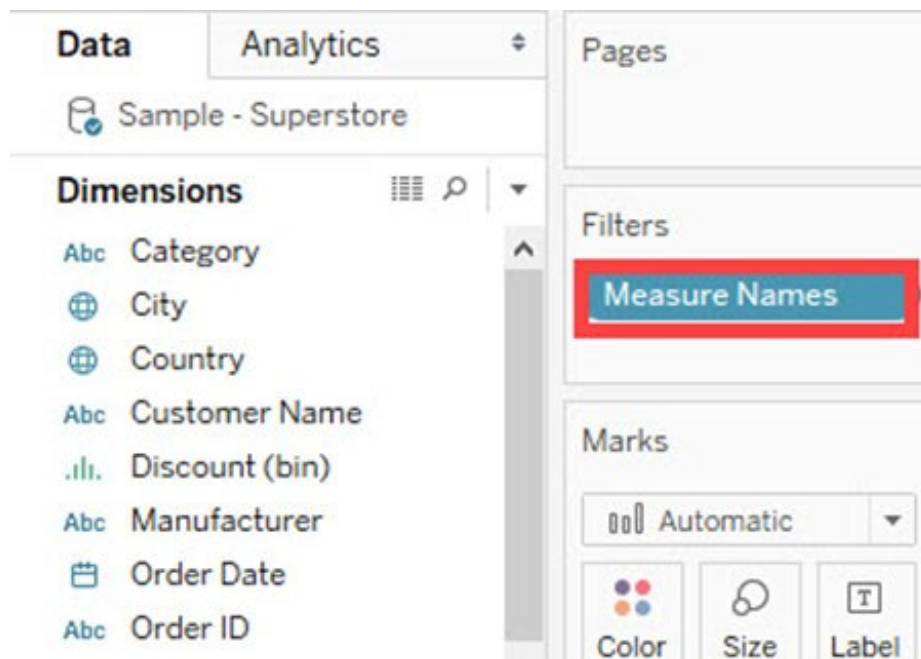 Data
Analytics
Sample - Superstore
Dimensions
Abc Category
City
Country
Abc Customer Name
Discount (bin)
Abc Manufacturer
Order Date
Abc Order ID
Pages
Filters
Measure Names
Marks
Automatic
Color
Size
T
Label